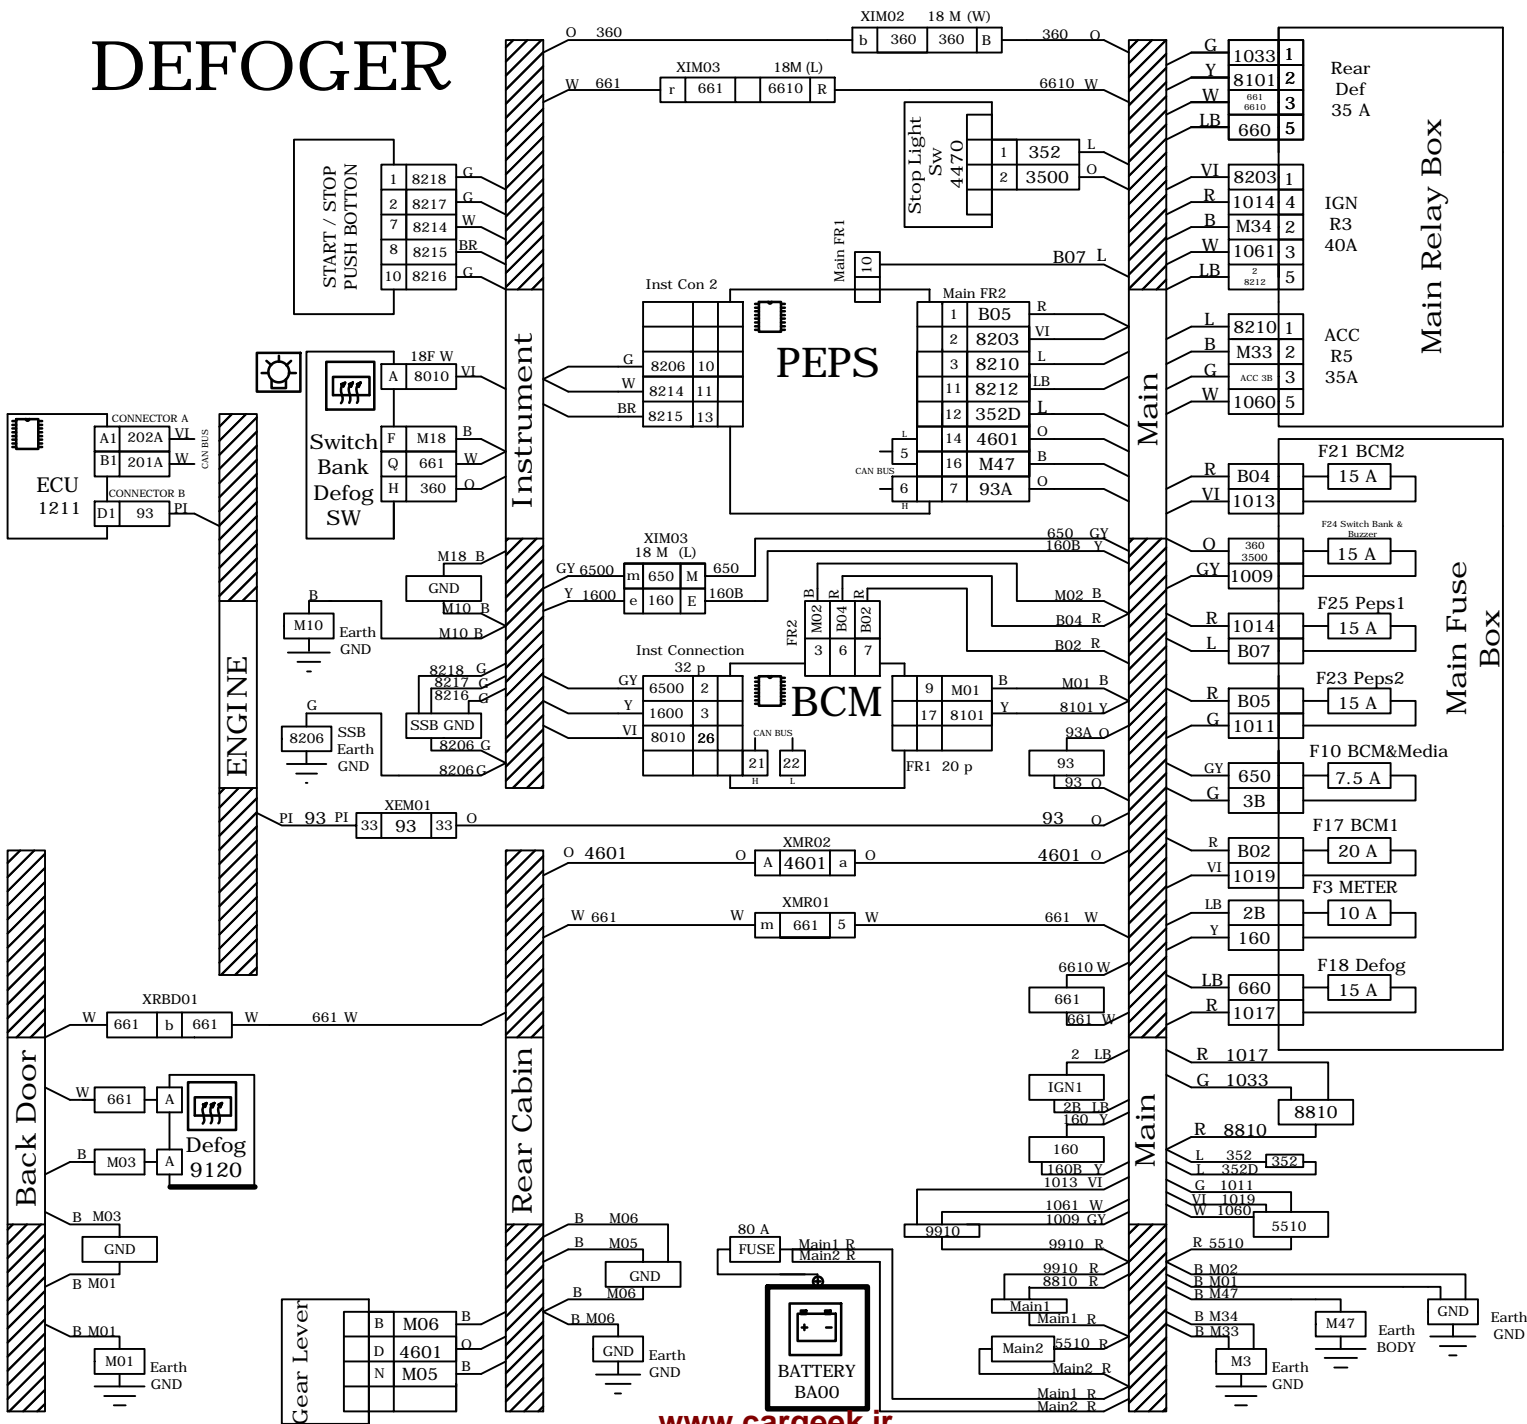 DEFOGER
O 360
XIM02 18 M (W)
b 360 360 B
360 O
W 661
XIM03 18M (L)
r 661 6610 R
6610 W
Stop Light Sw 4470
1 352 L
2 3500 O
START / STOP PUSH BOTTON
1 8218 G
2 8217 G
7 8214 W
8 8215 BR
10 8216 G
Main FR1
10
B07 L
Inst Con 2
8206 10
G
8214 11
W
8215 13
BR
PEPS
Main FR2
1 B05 R
2 8203 VI
3 8210 L
11 8212 LB
12 352D L
14 4601 O
16 M47 B
7 93A O
L
5
CAN BUS
6
H
18F W
A 8010 VI
Switch Bank Defog SW
F M18 B
Q 661 W
H 360 O
Instrument
Main
ECU 1211
CONNECTOR A
A1 202A VI
B1 201A W
CAN BUS
CONNECTOR B
D1 93 PI
ENGINE
M18 B
GND
M10 B
M10 B
B
M10
Earth GND
8218 G
8217 G
8216 G
SSB GND
8206 G
8206 G
G
8206
SSB Earth GND
XIM03
18 M (L)
GY 6500 m 650 M 650
Y 1600 e 160 E 160B
650 GY
160B Y
FR2
B R R
M02 B04 B02
3 6 7
M02 B
B04 R
B02 R
Inst Connection
32 p
GY 6500 2
Y 1600 3
VI 8010 26
BCM
CAN BUS
21 22
H L
9 M01 B
17 8101 Y
FR1 20 p
M01 B
8101 Y
93A O
93
93 O
PI 93 PI
XEM01
33 93 33 O
93 O
O 4601 O
XMR02
A 4601 a O
4601 O
W 661 W
XMR01
m 661 5 W
661 W
6610 W
661
661 W
XRBD01
W 661 b 661 W
661 W
Back Door
W 661 A
B M03 A
Defog 9120
B M03
GND
B M01
B M01
M01
Earth GND
Rear Cabin
B M06
B M05
GND
B M06
B M06
GND
Earth GND
Gear Lever
B M06 B
D 4601 O
N M05 B
80 A
FUSE
Main1 R
Main2 R
BATTERY BA00
Main
2 LB
IGN1
2B LB
160 Y
160
160B Y
1013 VI
1061 W
1009 GY
9910
9910 R
9910 R
8810 R
Main1
Main1 R
Main2
5510 R
Main2 R
Main1 R
Main2 R
Main Relay Box
G 1033 1
Y 8101 2
W 661 6610 3
LB 660 5
Rear Def 35 A
VI 8203 1
R 1014 4
B M34 2
W 1061 3
LB 2 8212 5
IGN R3 40A
L 8210 1
B M33 2
G ACC 3B 3
W 1060 5
ACC R5 35A
Main Fuse Box
F21 BCM2
R B04 15 A
VI 1013
F24 Switch Bank & Buzzer
O 360 3500 15 A
GY 1009
F25 Peps1
R 1014 15 A
L B07
F23 Peps2
R B05 15 A
G 1011
F10 BCM&Media
GY 650 7.5 A
G 3B
F17 BCM1
R B02 20 A
VI 1019
F3 METER
LB 2B 10 A
Y 160
F18 Defog
LB 660 15 A
R 1017
R 1017
G 1033
8810
R 8810
L 352
352
L 352D
G 1011
VI 1019
W 1060
5510
R 5510
B M02
B M01
B M47
GND
Earth GND
M47
Earth BODY
B M34
B M33
M3
Earth GND
www.cargeek.ir